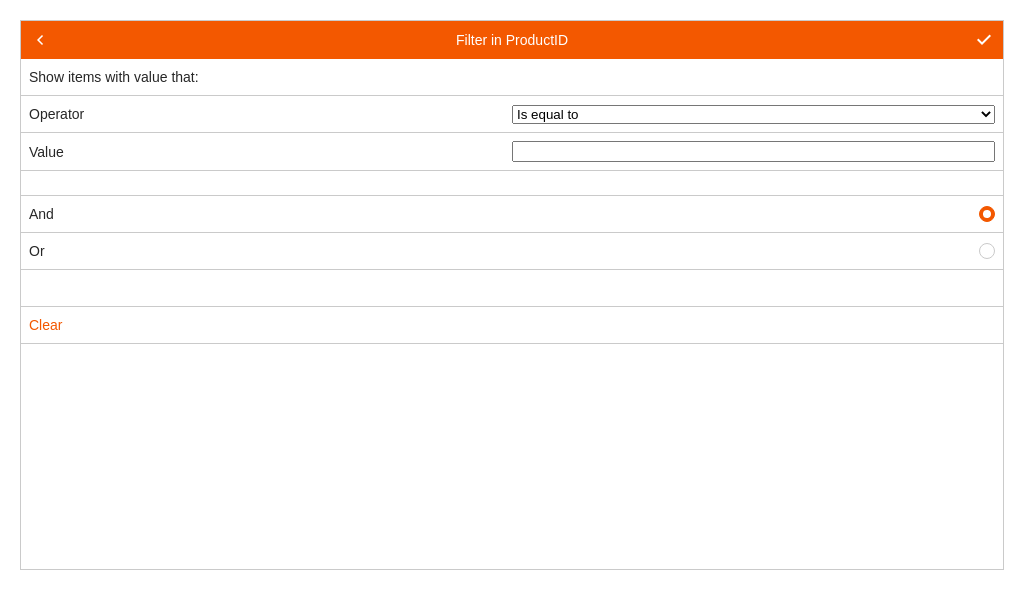 Filter in ProductID
Show items with value that:
Operator
Is equal to
Value
And
Or
Clear